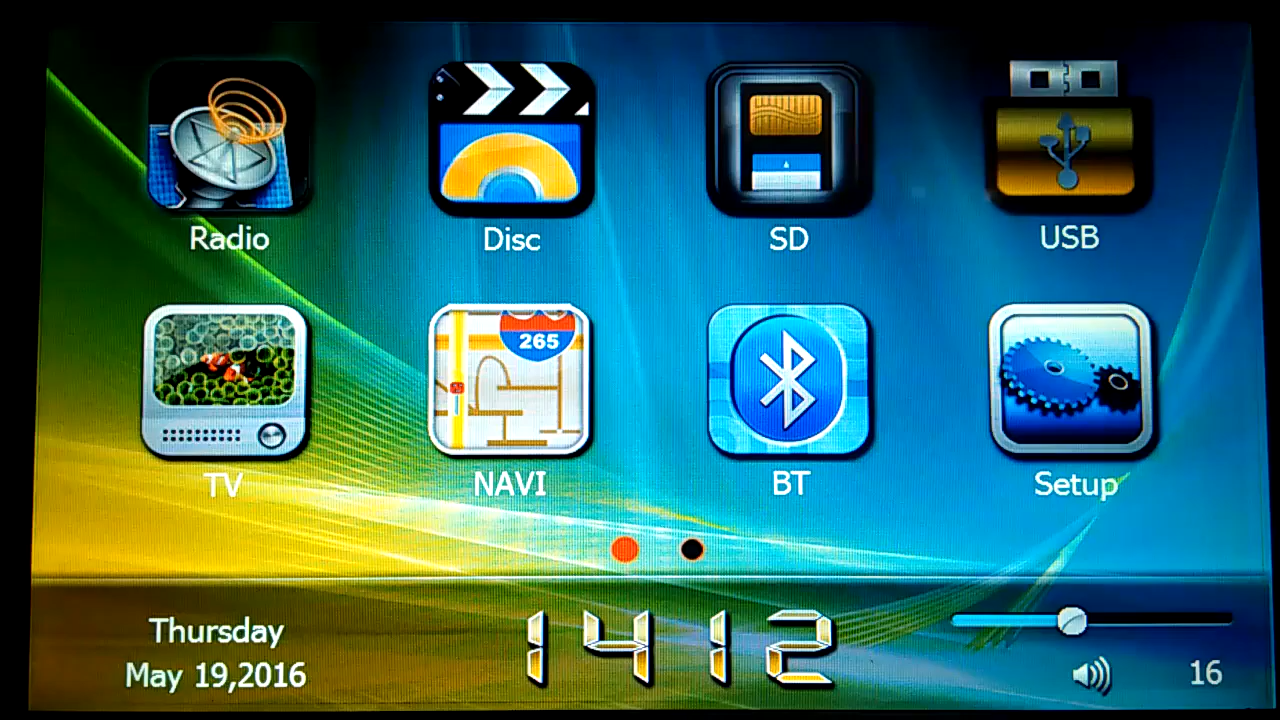 Radio
Disc
SD
USB
265
TV
NAVI
BT
Setup
Thursday
May 19,2016
1412
16